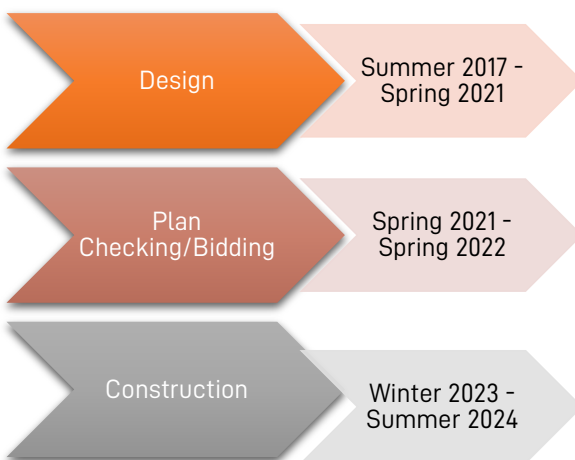 Design
Summer 2017 -
Spring 2021
Plan
Checking/Bidding
Spring 2021 -
Spring 2022
Construction
Winter 2023 -
Summer 2024